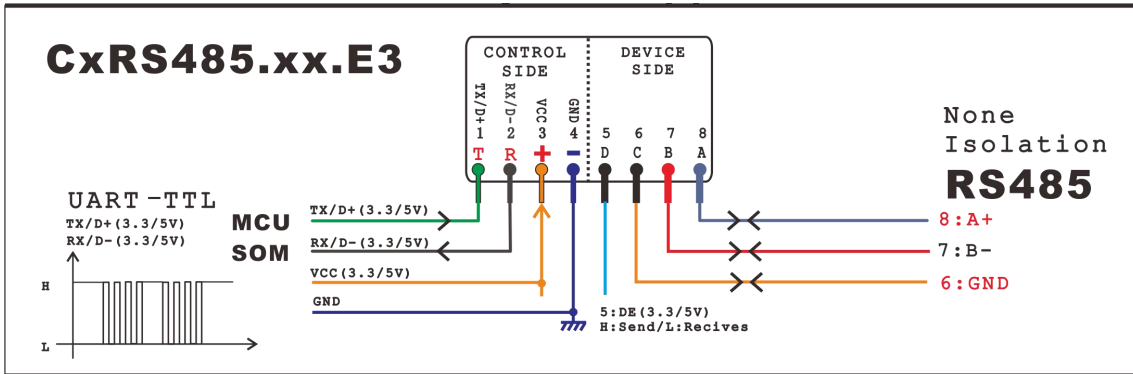 CxRS485.xx.E3
CONTROL SIDE
DEVICE SIDE
TX/D+
RX/D-
VCC
GND
1 2 3 4 5 6 7 8
T R + - D C B A
None
Isolation
RS485
UART-TTL
TX/D+(3.3/5V)
RX/D-(3.3/5V)
H
L
MCU
SOM
TX/D+(3.3/5V)
RX/D-(3.3/5V)
VCC(3.3/5V)
GND
5:DE(3.3/5V)
H:Send/L:Recives
8:A+
7:B-
6:GND